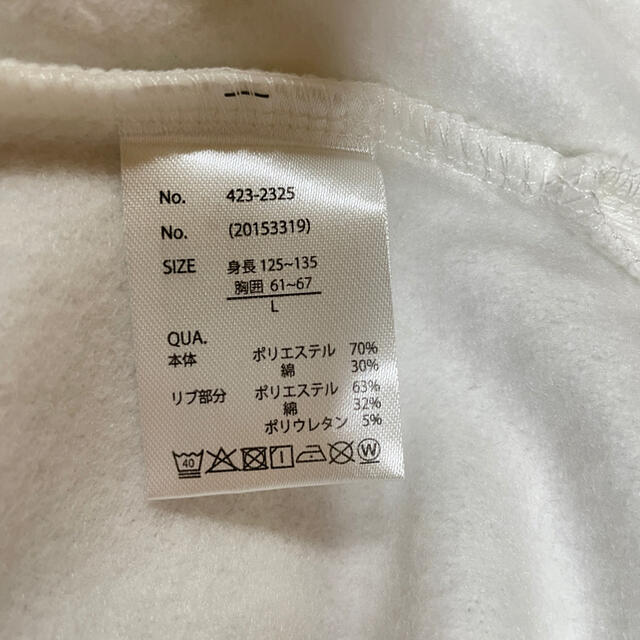 No. 423-2325
No. (20153319)
SIZE 身長 125~135
胸囲 61~67
L
QUA.
本体 ポリエステル 70%
綿 30%
リブ部分 ポリエステル 63%
綿 32%
ポリウレタン 5%
40 W